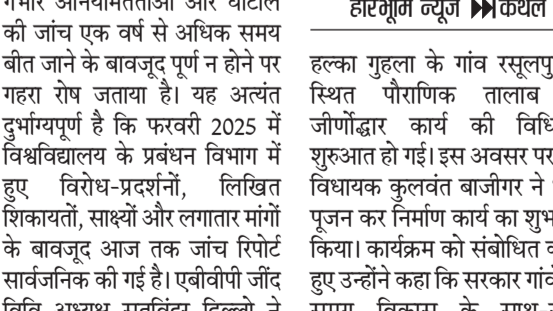 गंभीर अनियमितताओं और घोटाले
की जांच एक वर्ष से अधिक समय
बीत जाने के बावजूद पूर्ण न होने पर
गहरा रोष जताया है। यह अत्यंत
दुर्भाग्यपूर्ण है कि फरवरी 2025 में
विश्वविद्यालय के प्रबंधन विभाग में
हुए विरोध-प्रदर्शनों, लिखित
शिकायतों, साक्ष्यों और लगातार मांगों
के बावजूद आज तक जांच रिपोर्ट
सार्वजनिक की गई है। एबीवीपी जींद
हरिभूमि न्यूज ▶▶ कैथल
हल्का गुहला के गांव
स्थित पौराणिक तालाब
जीर्णोद्धार कार्य की
शुरुआत हो गई। इस अवसर पर
विधायक कुलवंत बाजीगर ने
पूजन कर निर्माण कार्य का
किया। कार्यक्रम को संबोधित
हुए उन्होंने कहा कि सरकार